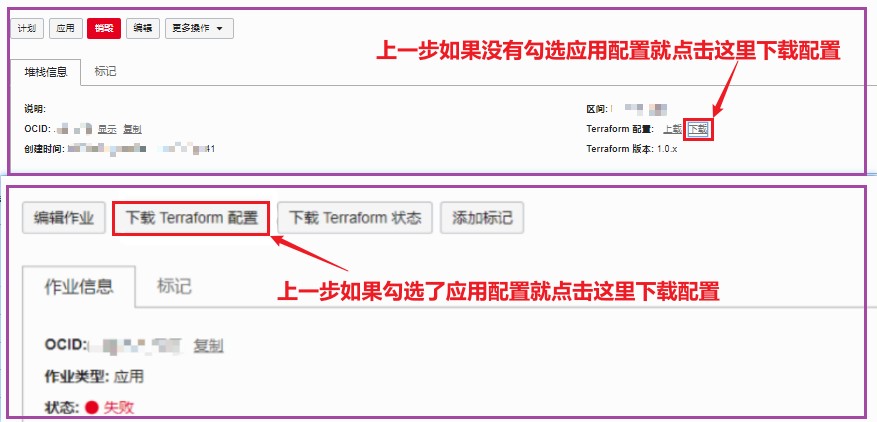 计划 应用 销毁 编辑 更多操作
上一步如果没有勾选应用配置就点击这里下载配置
堆栈信息 标记
说明: 区间:
OCID: 显示 复制 Terraform 配置: 上载 下载
创建时间: 41 Terraform 版本: 1.0.x
编辑作业 下载 Terraform 配置 下载 Terraform 状态 添加标记
上一步如果勾选了应用配置就点击这里下载配置
作业信息 标记
OCID: 复制
作业类型: 应用
状态: 失败